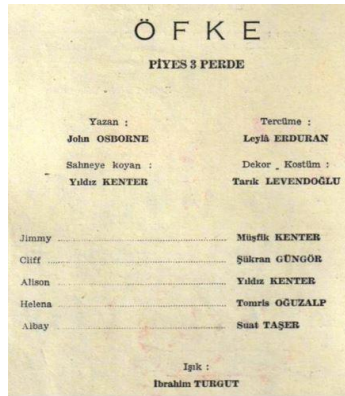 ÖFKE
PİYES 3 PERDE
Yazan :
John OSBORNE
Tercüme :
Leylâ ERDURAN
Sahneye koyan :
Yıldız KENTER
Dekor - Kostüm :
Tarık LEVENDOĞLU
Jimmy ........ Müşfik KENTER
Cliff ........ Şükran GÜNGÖR
Alison ........ Yıldız KENTER
Helena ........ Tomris OĞUZALP
Albay ........ Suat TAŞER
Işık :
İbrahim TURGUT